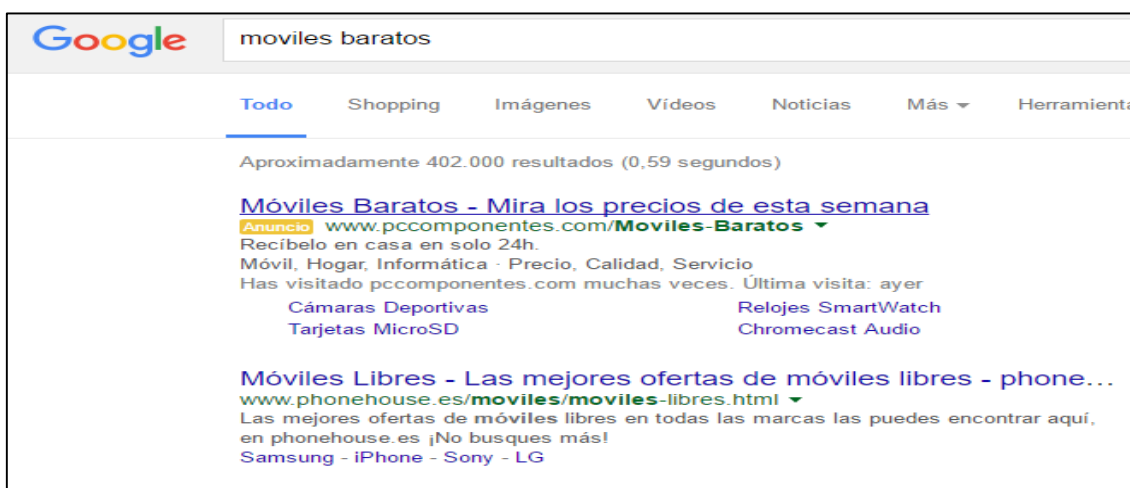 Google moviles baratos
Todo Shopping Imágenes Vídeos Noticias Más Herramienta
Aproximadamente 402.000 resultados (0,59 segundos)
Móviles Baratos - Mira los precios de esta semana
Anuncio www.pccomponentes.com/Moviles-Baratos
Recíbelo en casa en solo 24h.
Móvil, Hogar, Informática · Precio, Calidad, Servicio
Has visitado pccomponentes.com muchas veces. Última visita: ayer
Cámaras Deportivas Relojes SmartWatch
Tarjetas MicroSD Chromecast Audio
Móviles Libres - Las mejores ofertas de móviles libres - phone...
www.phonehouse.es/moviles/moviles-libres.html
Las mejores ofertas de móviles libres en todas las marcas las puedes encontrar aquí,
en phonehouse.es ¡No busques más!
Samsung - iPhone - Sony - LG